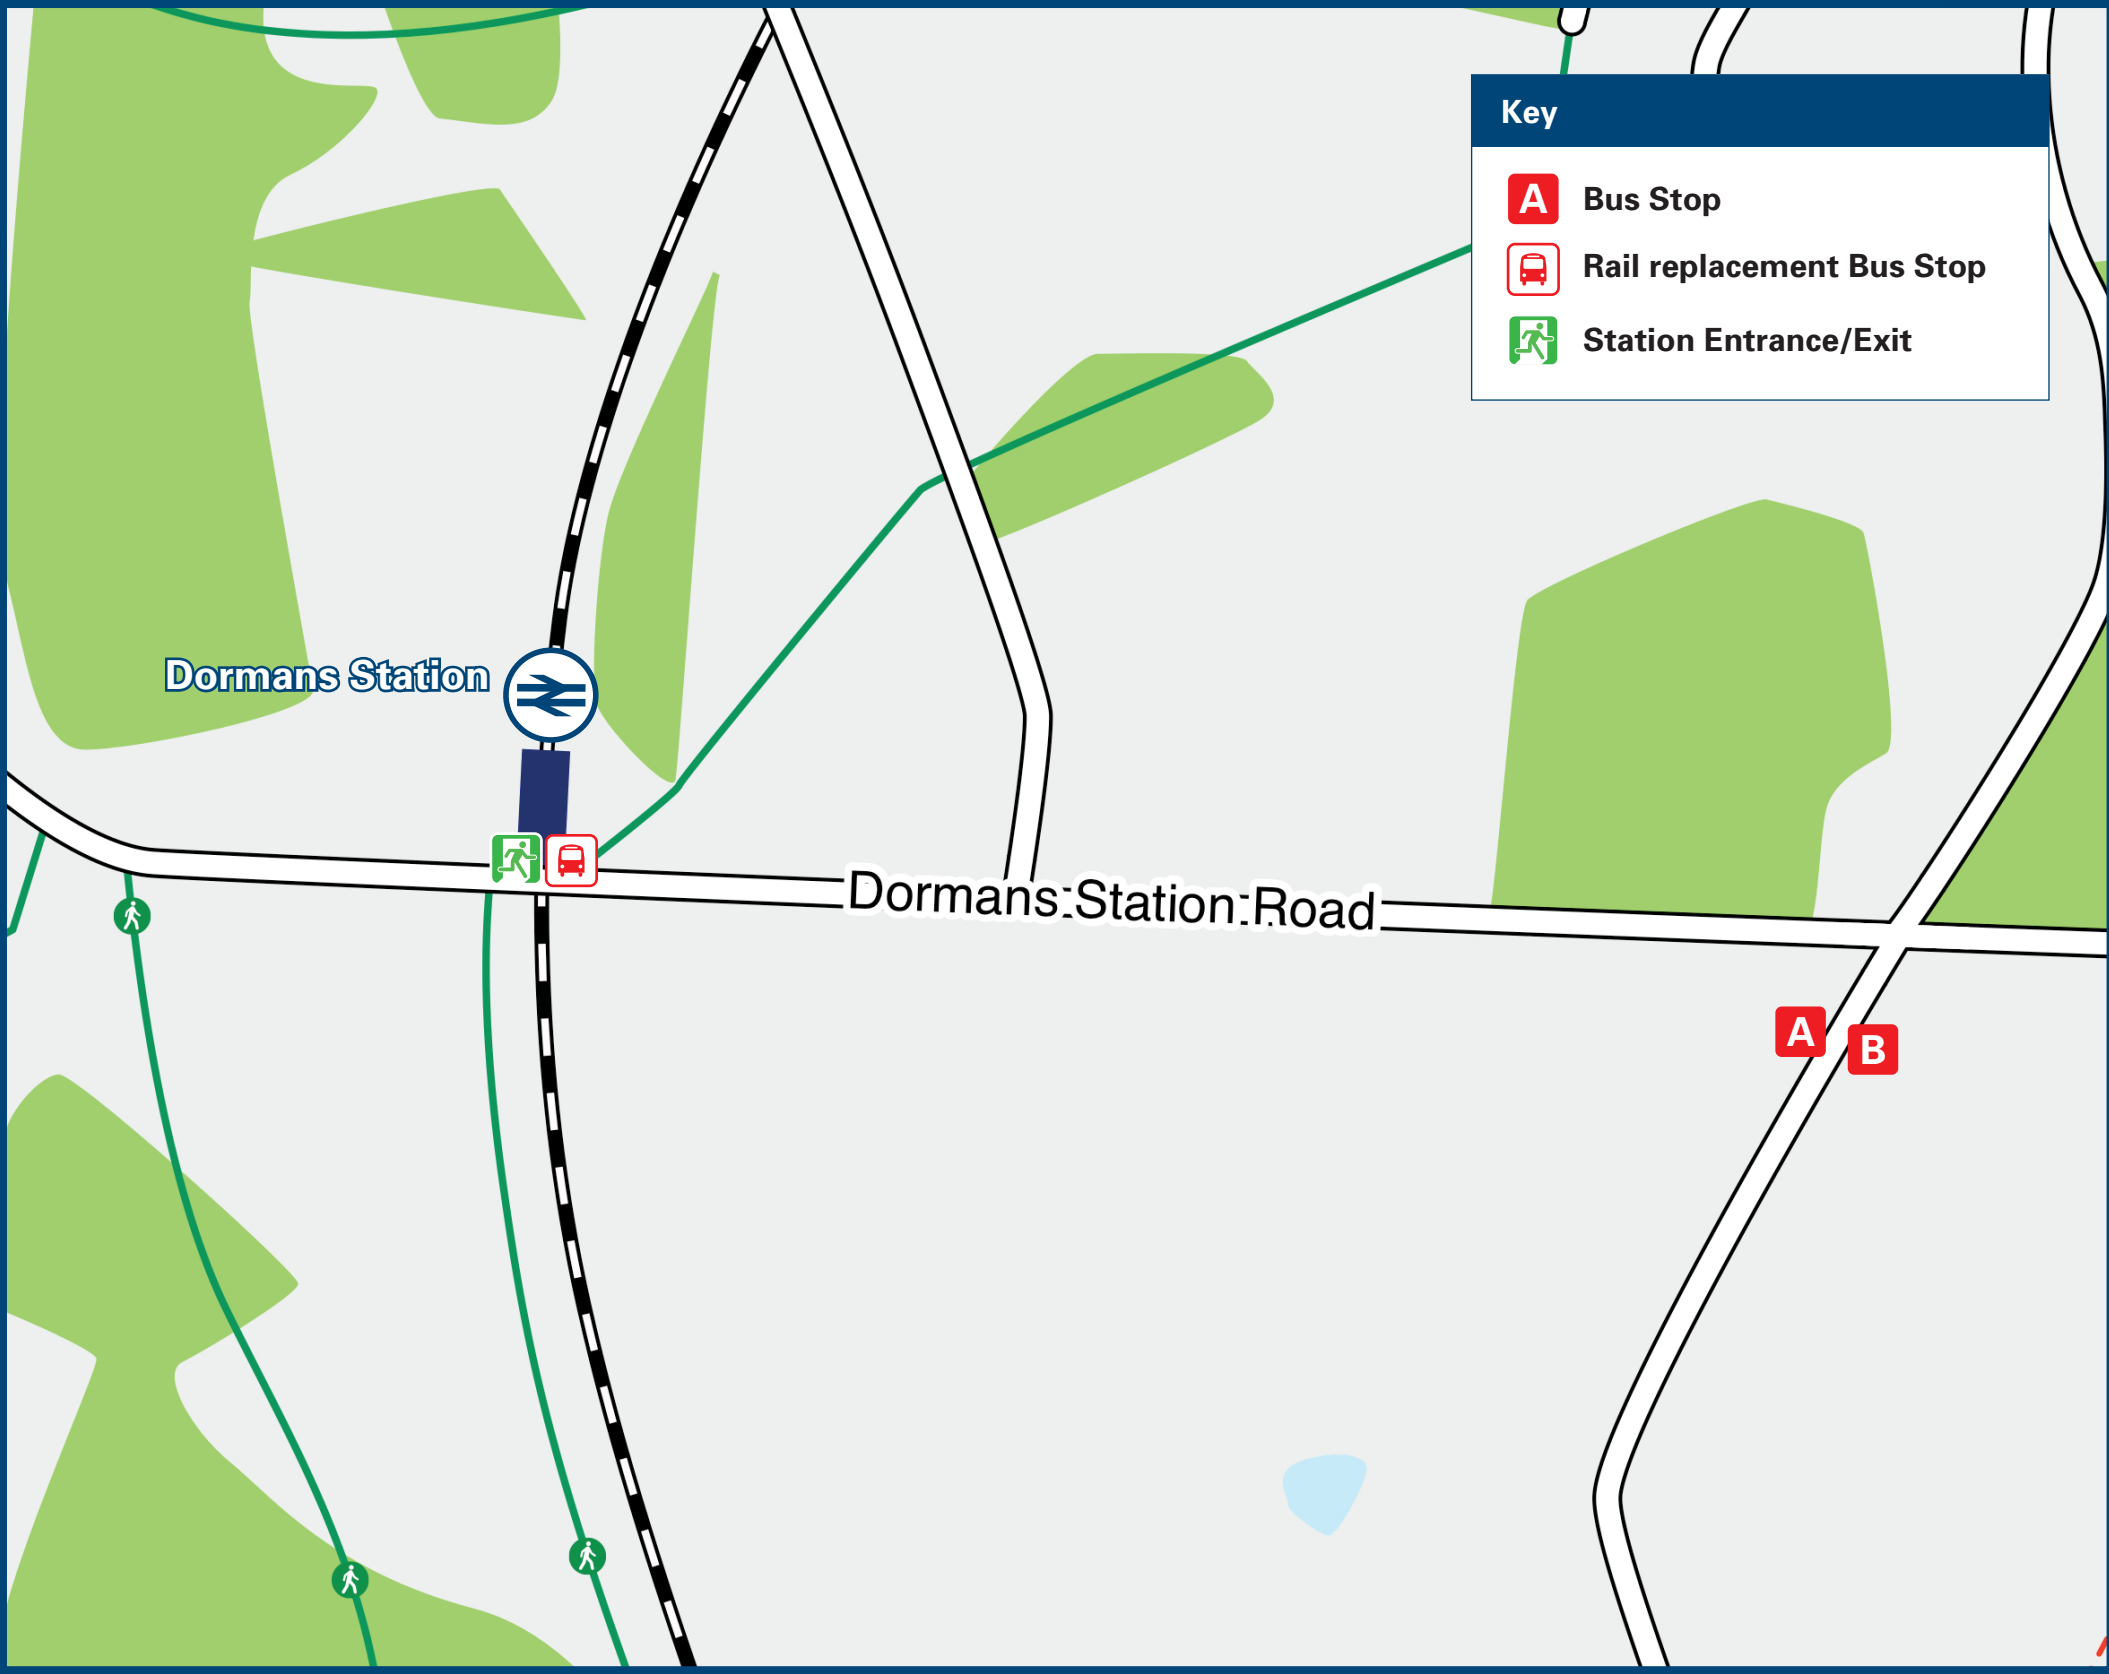 Key
A Bus Stop
Rail replacement Bus Stop
Station Entrance/Exit
Dormans Station
Dormans Station Road
A
B